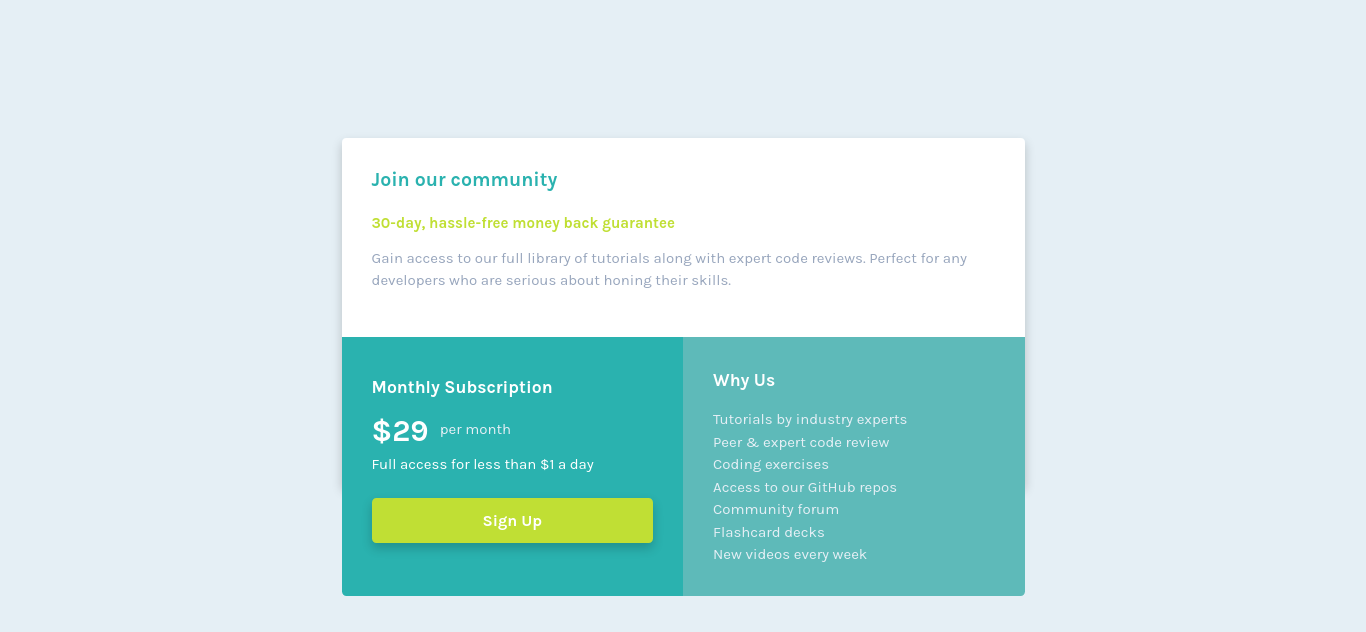 Join our community
30-day, hassle-free money back guarantee
Gain access to our full library of tutorials along with expert code reviews. Perfect for any
developers who are serious about honing their skills.
Monthly Subscription
$29 per month
Full access for less than $1 a day
Sign Up
Why Us
Tutorials by industry experts
Peer & expert code review
Coding exercises
Access to our GitHub repos
Community forum
Flashcard decks
New videos every week